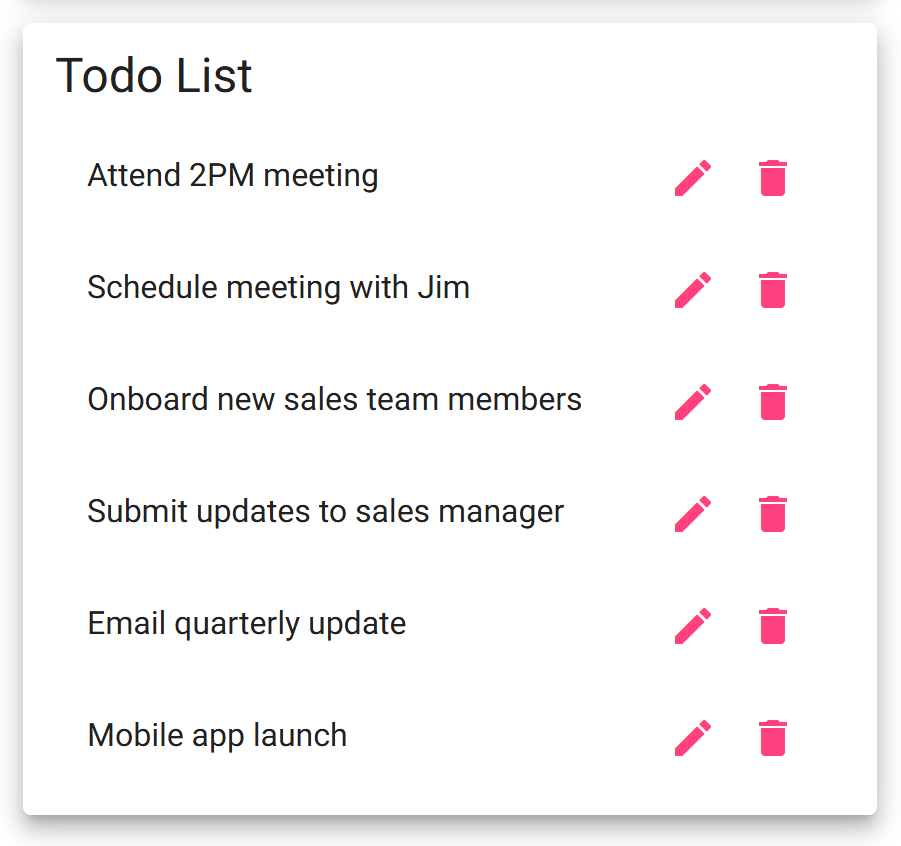 Todo List
Attend 2PM meeting
Schedule meeting with Jim
Onboard new sales team members
Submit updates to sales manager
Email quarterly update
Mobile app launch